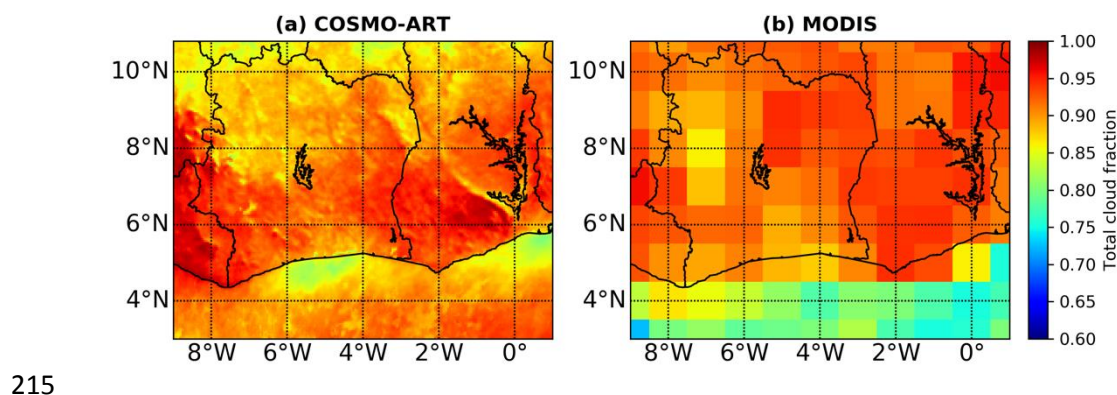 (a) COSMO-ART
(b) MODIS
10°N
8°N
6°N
4°N
8°W 6°W 4°W 2°W 0°
10°N
8°N
6°N
4°N
8°W 6°W 4°W 2°W 0°
1.00
0.95
0.90
0.85
0.80
0.75
0.70
0.65
0.60
Total cloud fraction
215